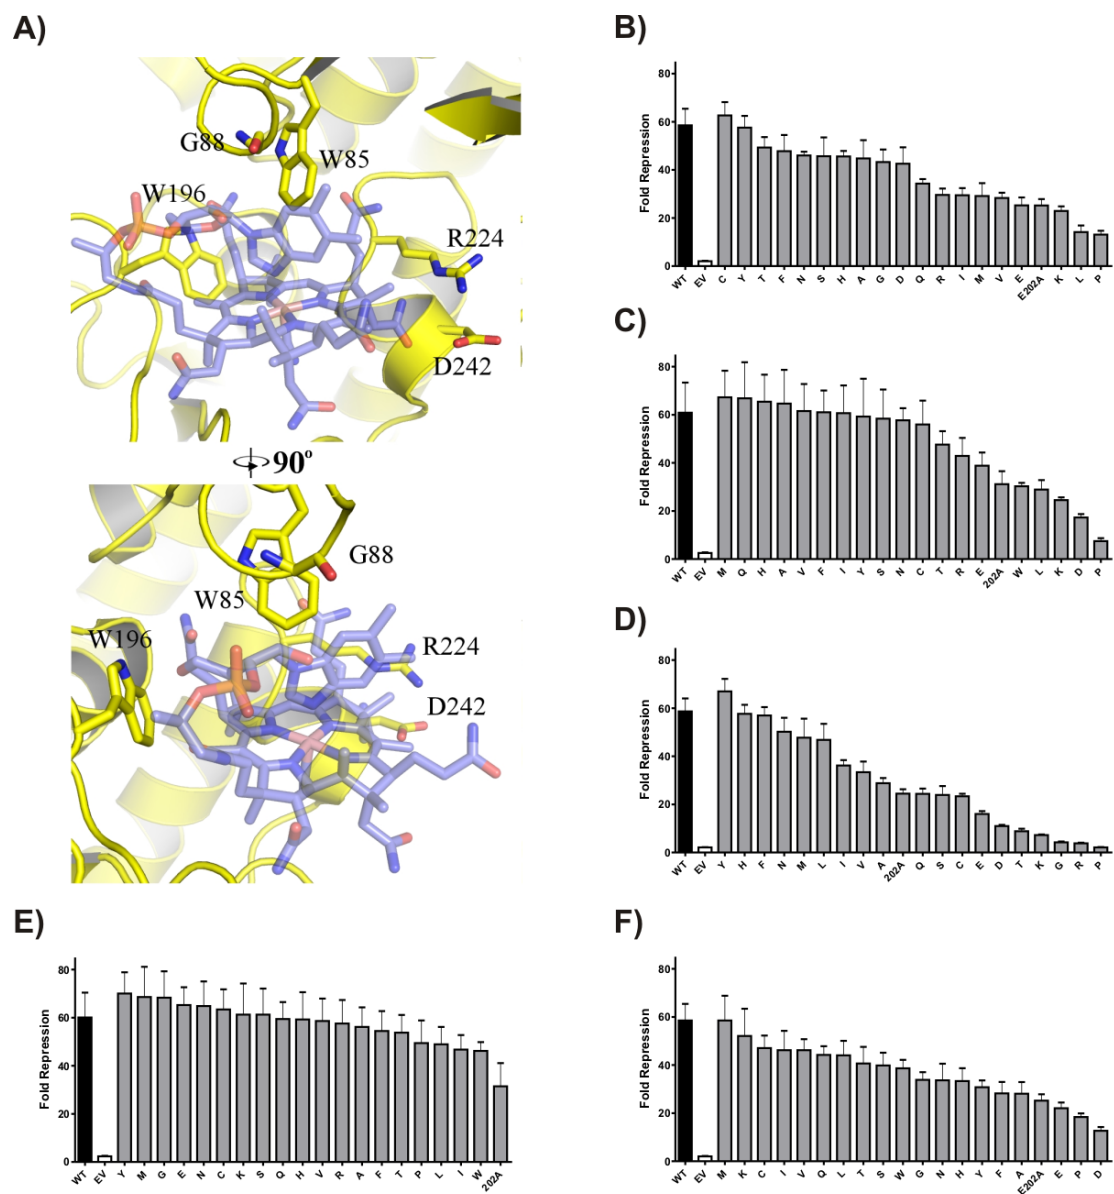 A)
G88
W85
W196
R224
D242
90°
G88
W85
W196
R224
D242
B)
Fold Repression
80
60
40
20
0
WT EV C Y T F N S H A G D Q R I M V E E202A K L P
C)
Fold Repression
80
60
40
20
0
WT EV M Q H A V F I Y S N C T R E 202A W L K D P
D)
Fold Repression
80
60
40
20
0
WT EV Y H F N M L I V A 202A Q S C E D T K G R P
E)
Fold Repression
80
60
40
20
0
WT EV Y M G E N C K S Q H V R A F T P L I W 202A
F)
Fold Repression
80
60
40
20
0
WT EV M K C I V Q L T S W G N H Y F A E202A E P D